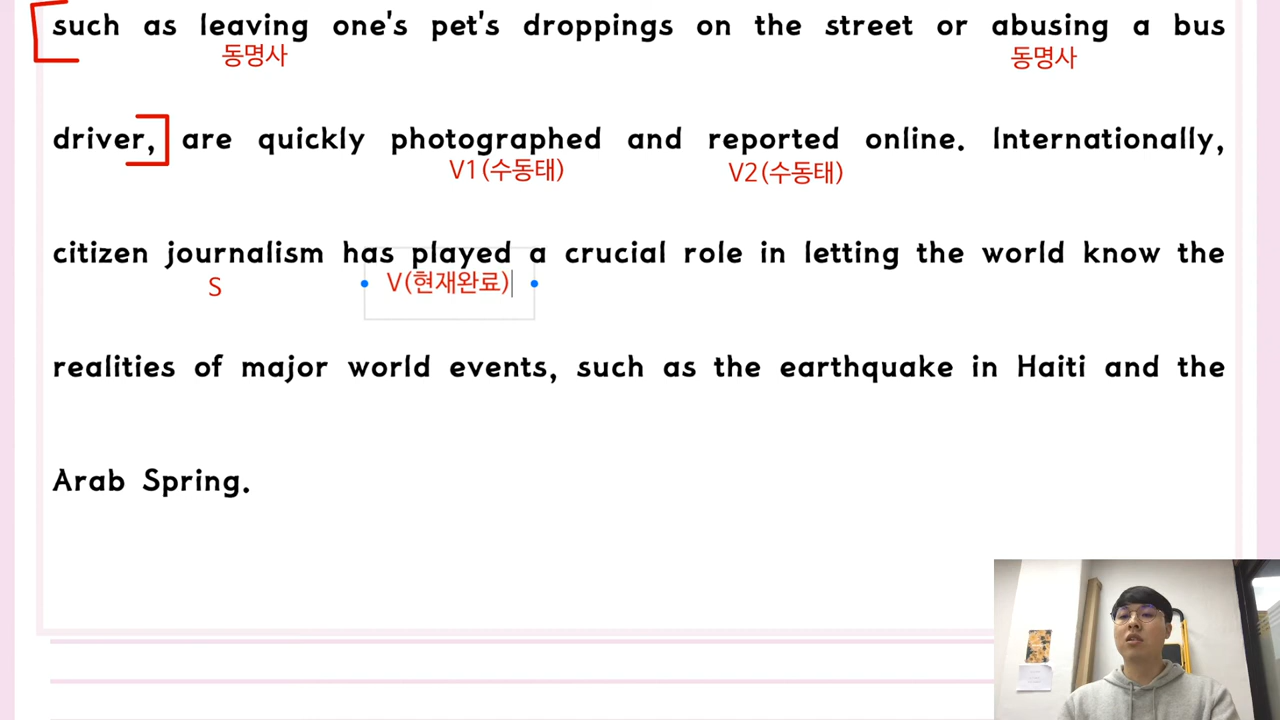 such as leaving one's pet's droppings on the street or abusing a bus
동명사 동명사
driver, are quickly photographed and reported online. Internationally,
V1(수동태) V2(수동태)
citizen journalism has played a crucial role in letting the world know the
S V(현재완료)
realities of major world events, such as the earthquake in Haiti and the
Arab Spring.